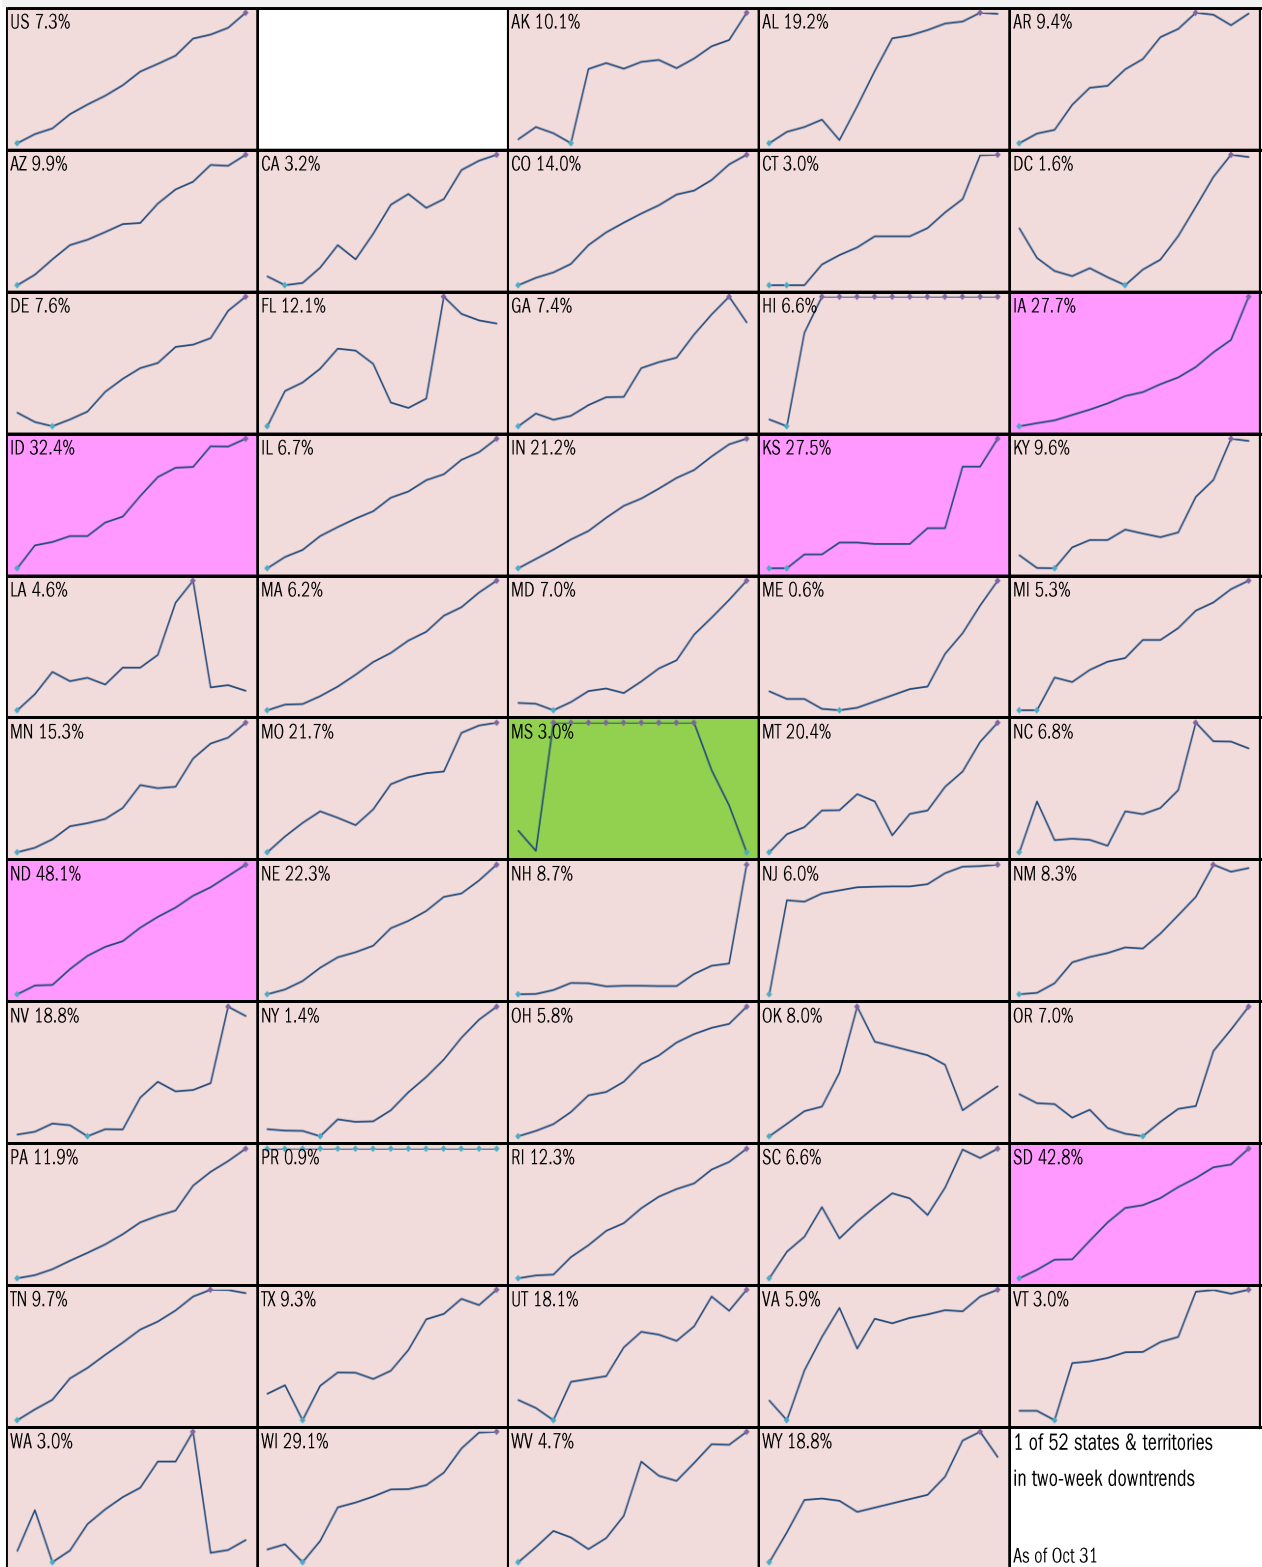 US 7.3%
AK 10.1%
AL 19.2%
AR 9.4%
AZ 9.9%
CA 3.2%
CO 14.0%
CT 3.0%
DC 1.6%
DE 7.6%
FL 12.1%
GA 7.4%
HI 6.6%
IA 27.7%
ID 32.4%
IL 6.7%
IN 21.2%
KS 27.5%
KY 9.6%
LA 4.6%
MA 6.2%
MD 7.0%
ME 0.6%
MI 5.3%
MN 15.3%
MO 21.7%
MS 3.0%
MT 20.4%
NC 6.8%
ND 48.1%
NE 22.3%
NH 8.7%
NJ 6.0%
NM 8.3%
NV 18.8%
NY 1.4%
OH 5.8%
OK 8.0%
OR 7.0%
PA 11.9%
PR 0.9%
RI 12.3%
SC 6.6%
SD 42.8%
TN 9.7%
TX 9.3%
UT 18.1%
VA 5.9%
VT 3.0%
WA 3.0%
WI 29.1%
WV 4.7%
WY 18.8%
1 of 52 states & territories
in two-week downtrends
As of Oct 31